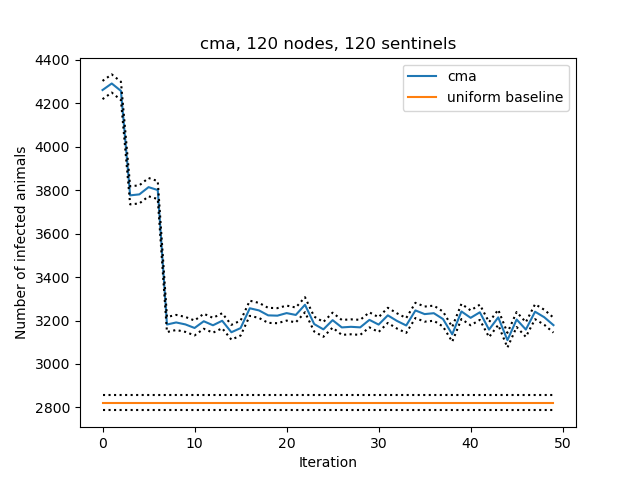 cma, 120 nodes, 120 sentinels
cma
uniform baseline
4400
4200
4000
3800
3600
3400
3200
3000
2800
Number of infected animals
0 10 20 30 40 50
Iteration